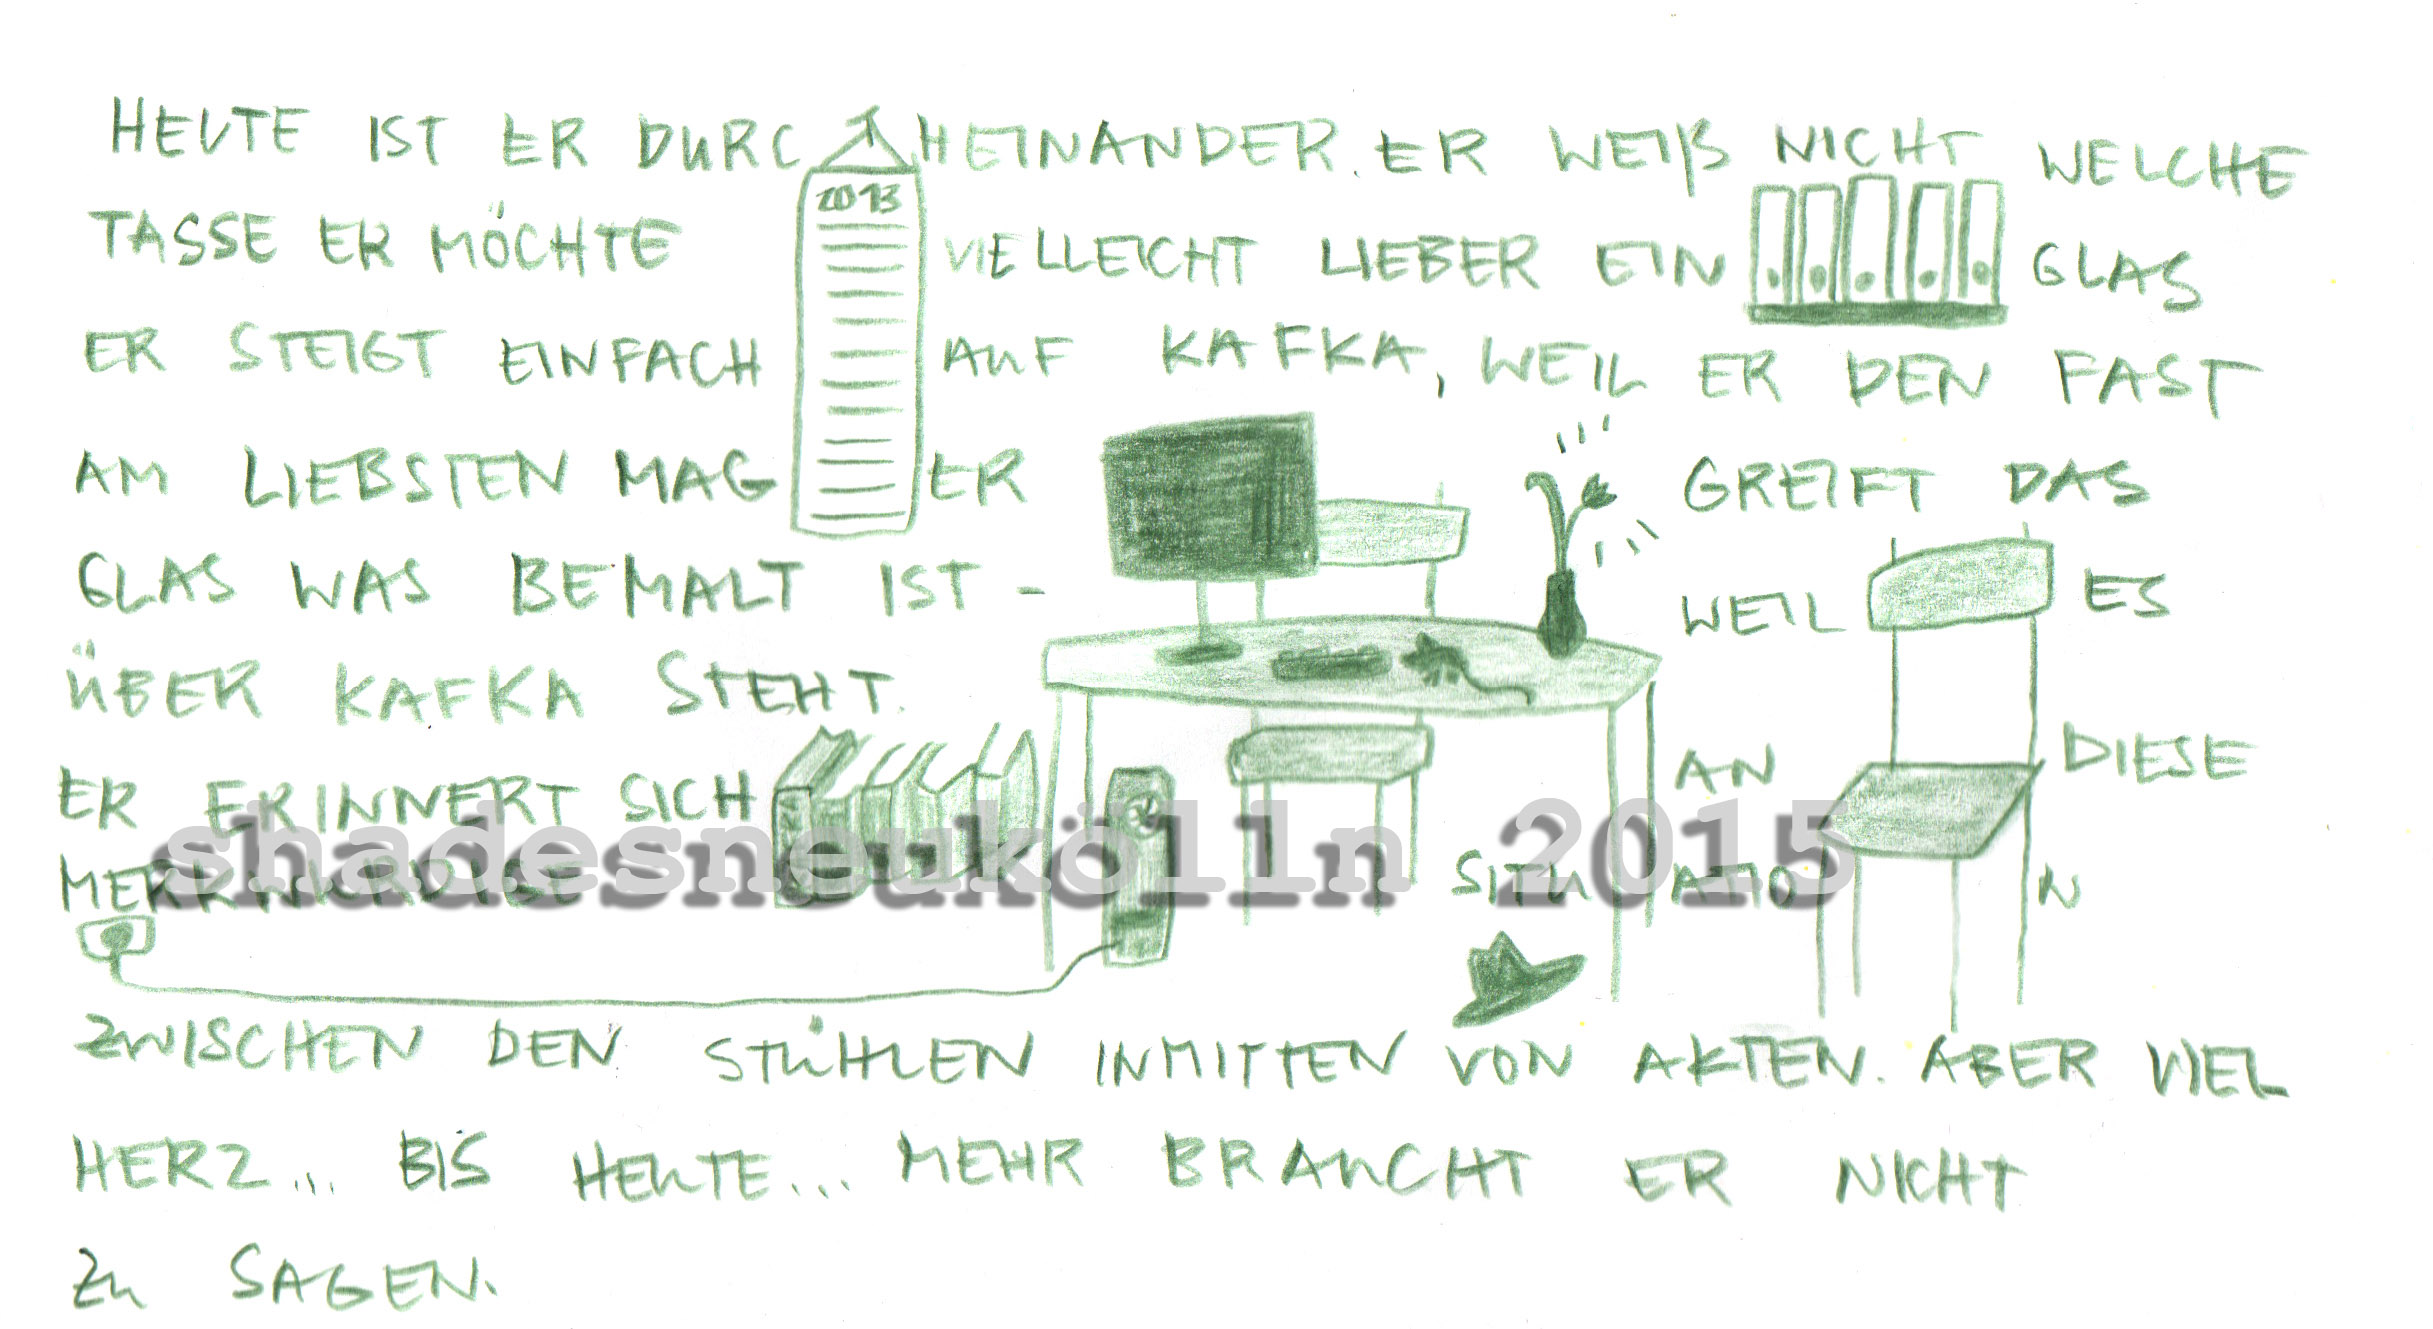 HEUTE IST ER DURCHEINANDER. ER WEIß NICHT WELCHE
2013
TASSE ER MÖCHTE VIELLEICHT LIEBER EIN GLAS
ER STEIGT EINFACH AUF KAFKA, WEIL ER DEN FAST
AM LIEBSTEN MAG ER GREIFT DAS
GLAS WAS BEMALT IST - WEIL ES
ÜBER KAFKA STEHT.
ER ERINNERT SICH AN DIESE
MERKWÜRDIGE SITUATION
shadesneukölln 2015
ZWISCHEN DEN STÜHLEN INMITTEN VON AKTEN. ABER VIEL
HERZ... BIS HEUTE... MEHR BRAUCHT ER NICHT
ZU SAGEN.